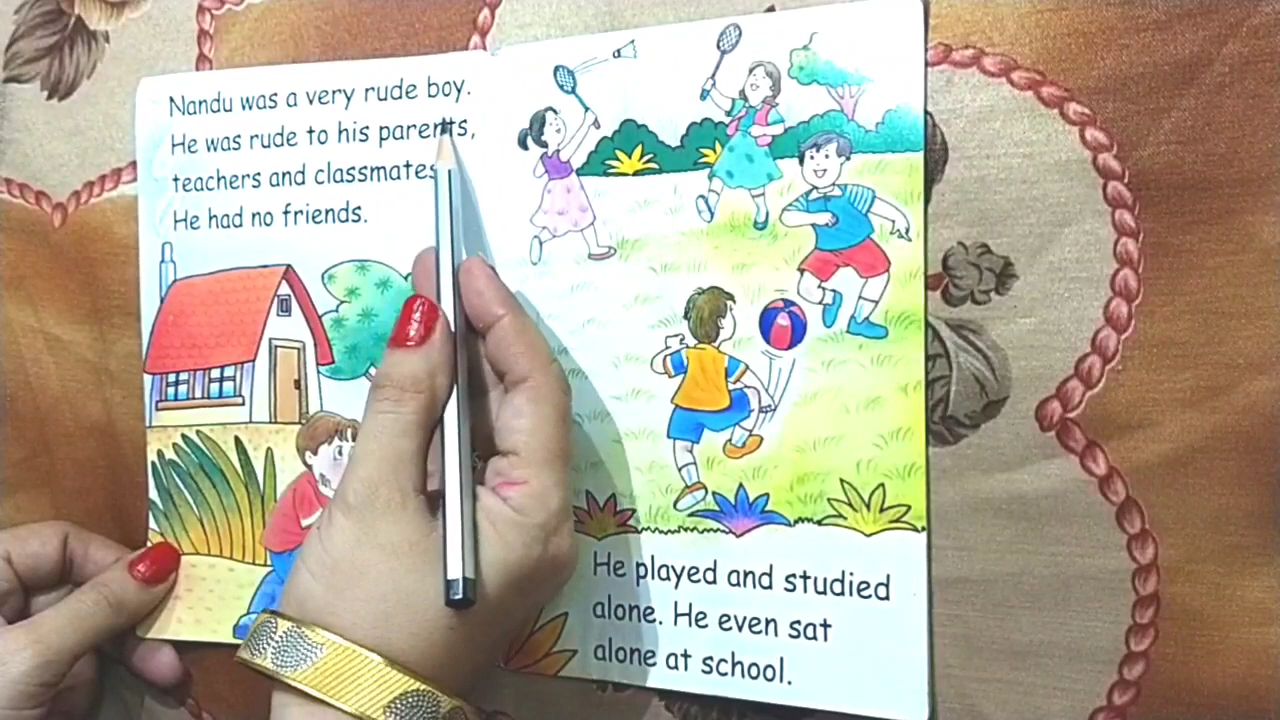 Nandu was a very rude boy.
He was rude to his parents,
teachers and classmates
He had no friends.
He played and studied
alone. He even sat
alone at school.